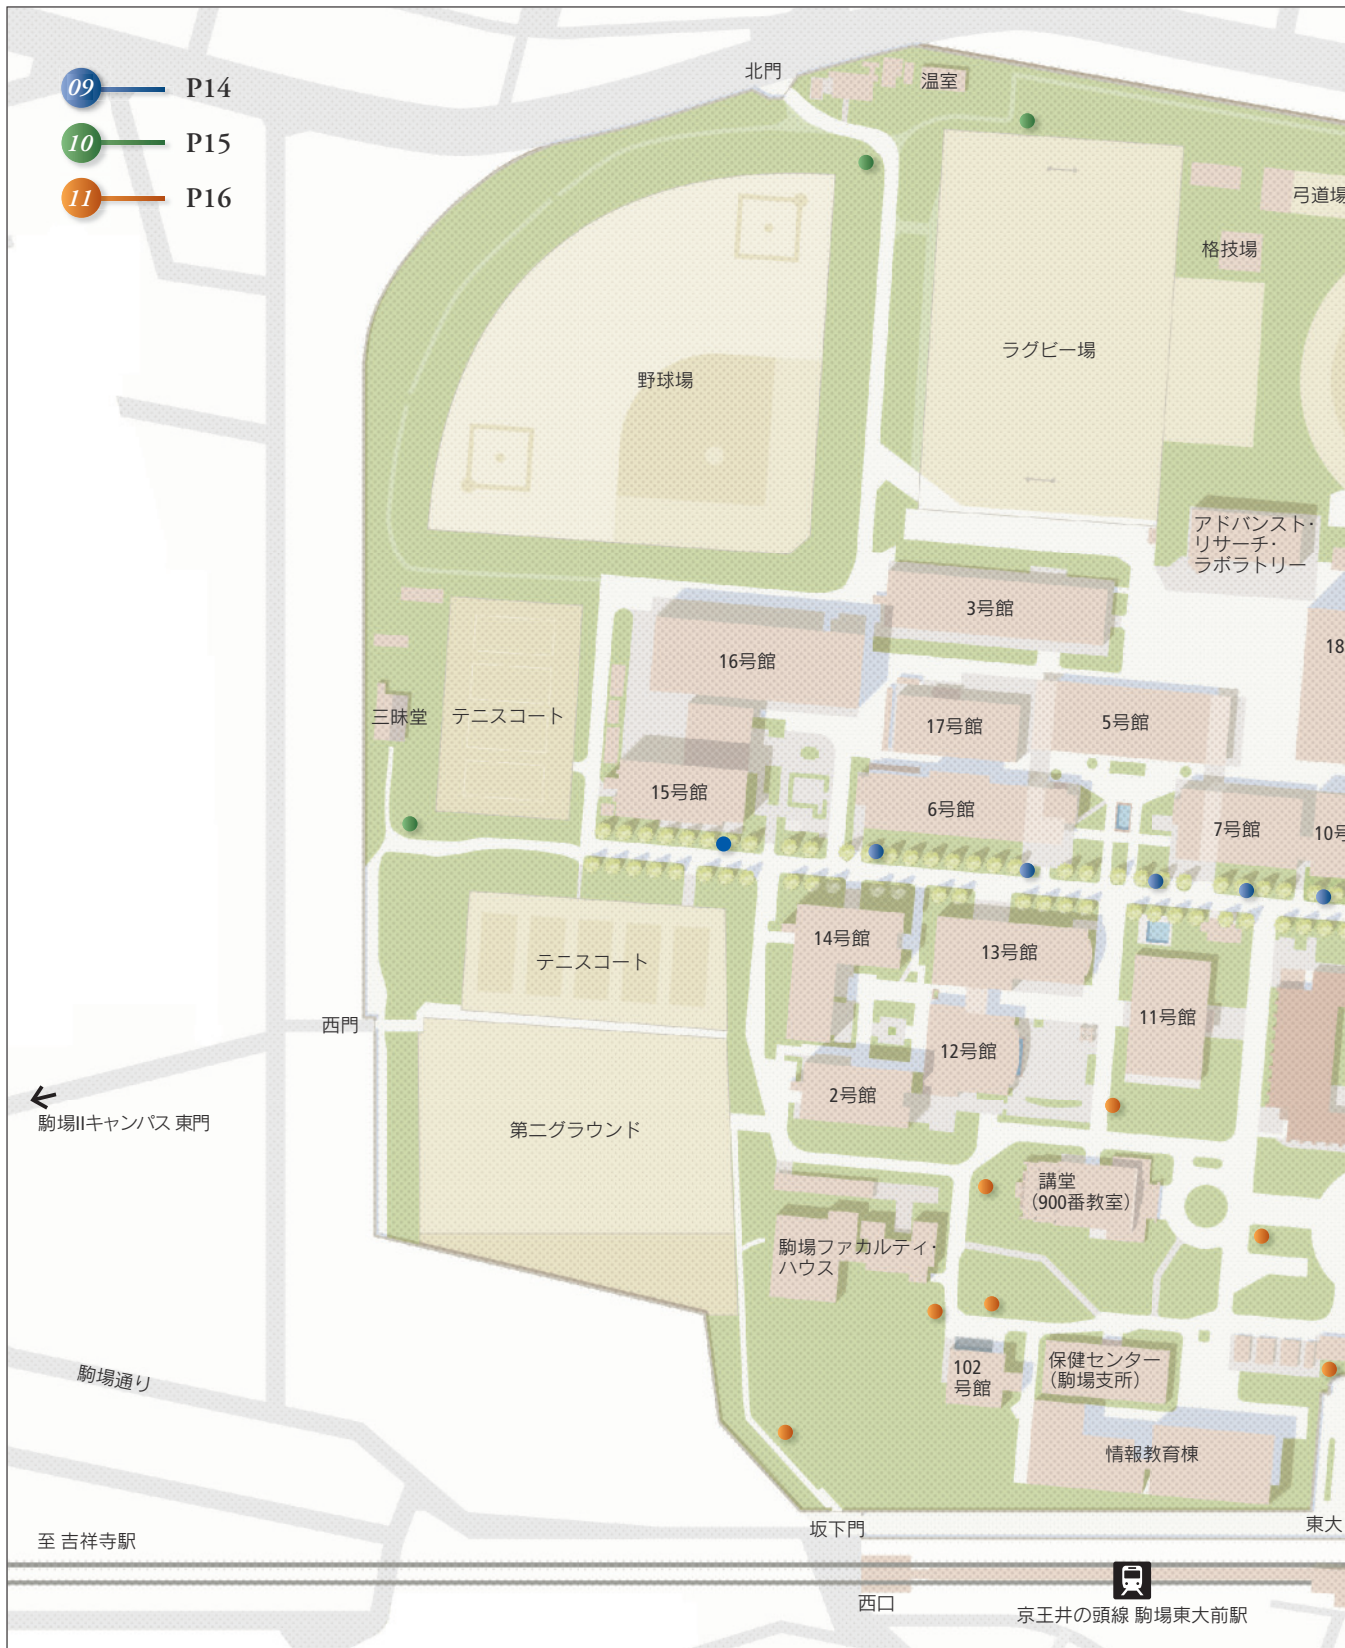 09 P14
10 P15
11 P16
北門
温室
弓道場
格技場
ラグビー場
野球場
アドバンスト・
リサーチ・
ラボラトリー
3号館
16号館
18
三昧堂
テニスコート
17号館
5号館
15号館
6号館
7号館
10号
14号館
13号館
テニスコート
11号館
西門
12号館
2号館
駒場IIキャンパス 東門
第二グラウンド
講堂
(900番教室)
駒場ファカルティ・
ハウス
102
号館
保健センター
(駒場支所)
駒場通り
情報教育棟
坂下門
東大
至 吉祥寺駅
西口
京王井の頭線 駒場東大前駅